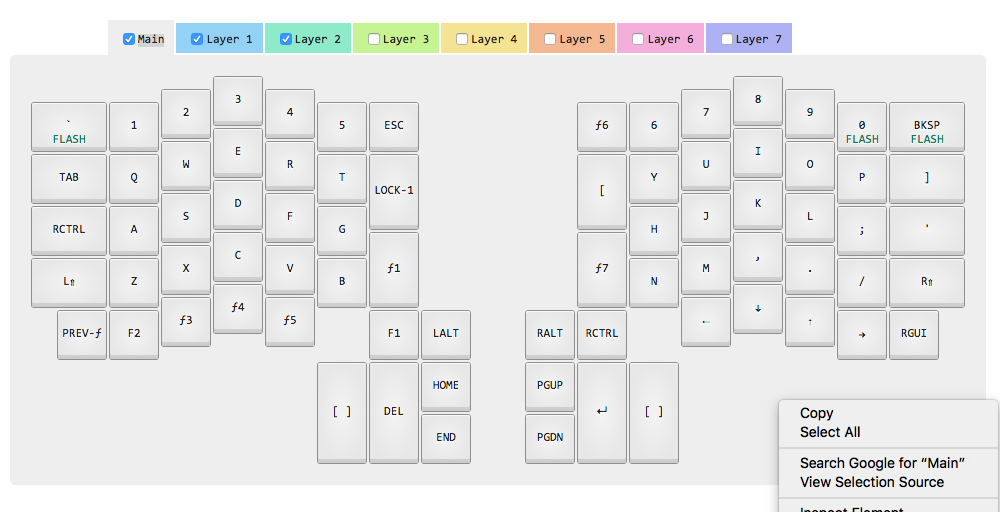 Main Layer 1 Layer 2 Layer 3 Layer 4 Layer 5 Layer 6 Layer 7
` 1 2 3 4 5 ESC ƒ6 6 7 8 9 0 BKSP
FLASH FLASH FLASH
TAB Q W E R T LOCK-1 [ Y U I O P ]
RCTRL A S D F G H J K L ; '
L⇑ Z X C V B ƒ1 ƒ7 N M , . / R⇑
PREV-ƒ F2 ƒ3 ƒ4 ƒ5 F1 LALT RALT RCTRL ← ↓ ↑ → RGUI
[ ] DEL HOME PGUP ↵ [ ]
END PGDN
Copy
Select All
Search Google for “Main”
View Selection Source
Inspect Element